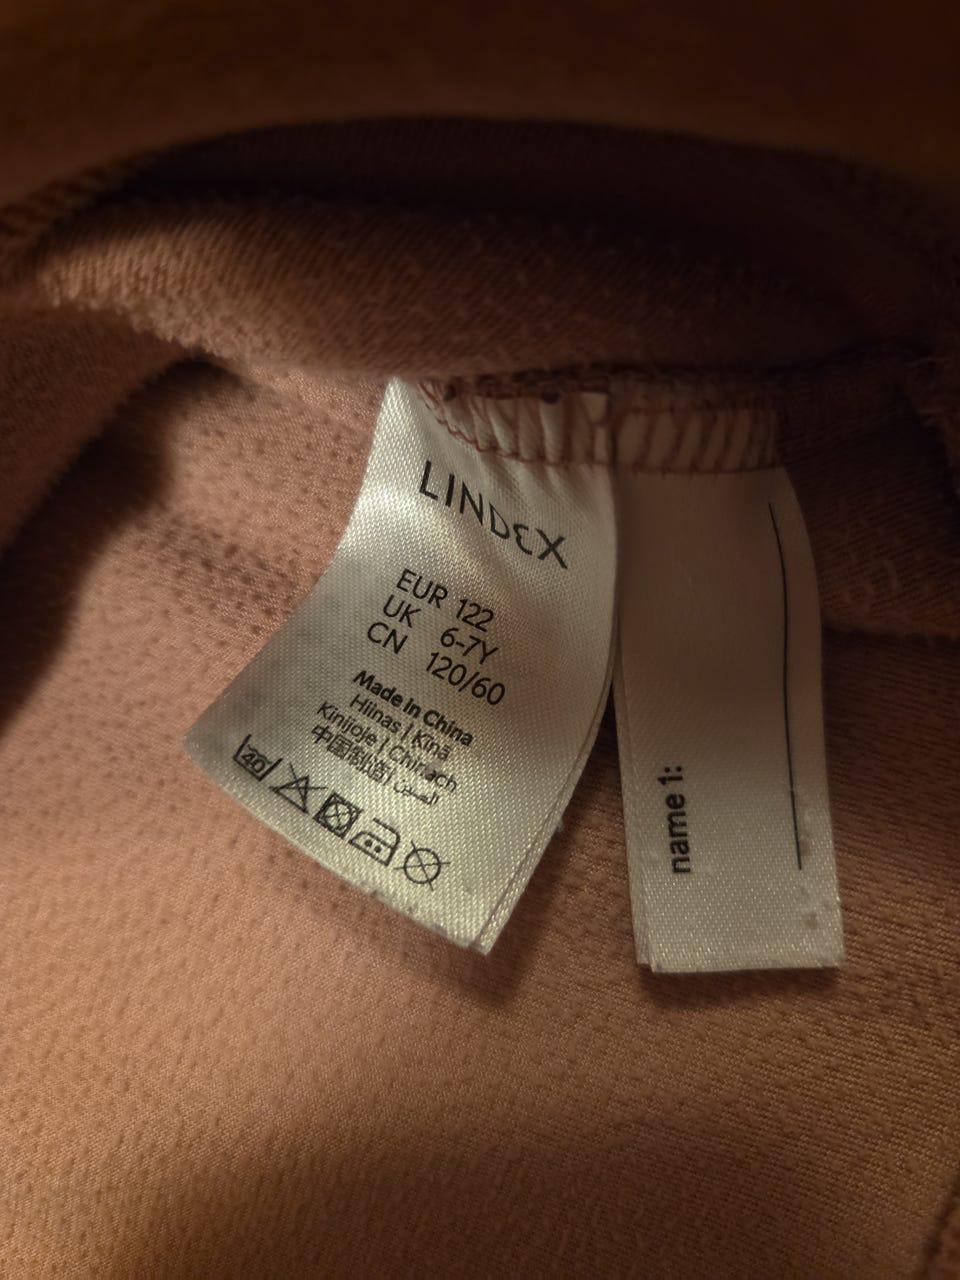 LINDEX
EUR 122
UK 6-7Y
CN 120/60
Made in China
Hiinas | Kīnā
Kinijoje | Chinach
中国制造| الصين
40
name 1: